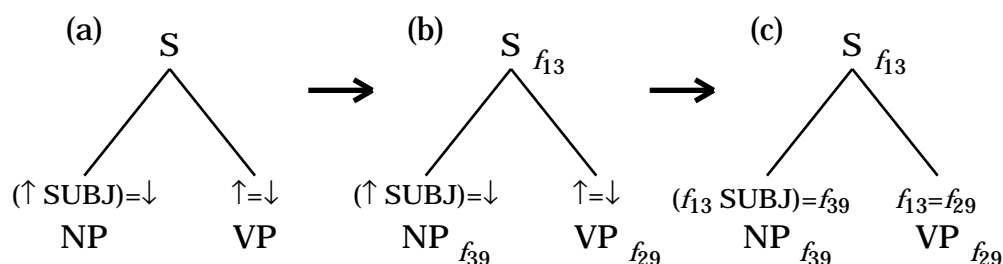 (a) (b) (c)
S S f13 S f13
(↑ SUBJ)=↓ ↑=↓ (↑ SUBJ)=↓ ↑=↓ (f13 SUBJ)=f39 f13=f29
NP VP NP f39 VP f29 NP f39 VP f29